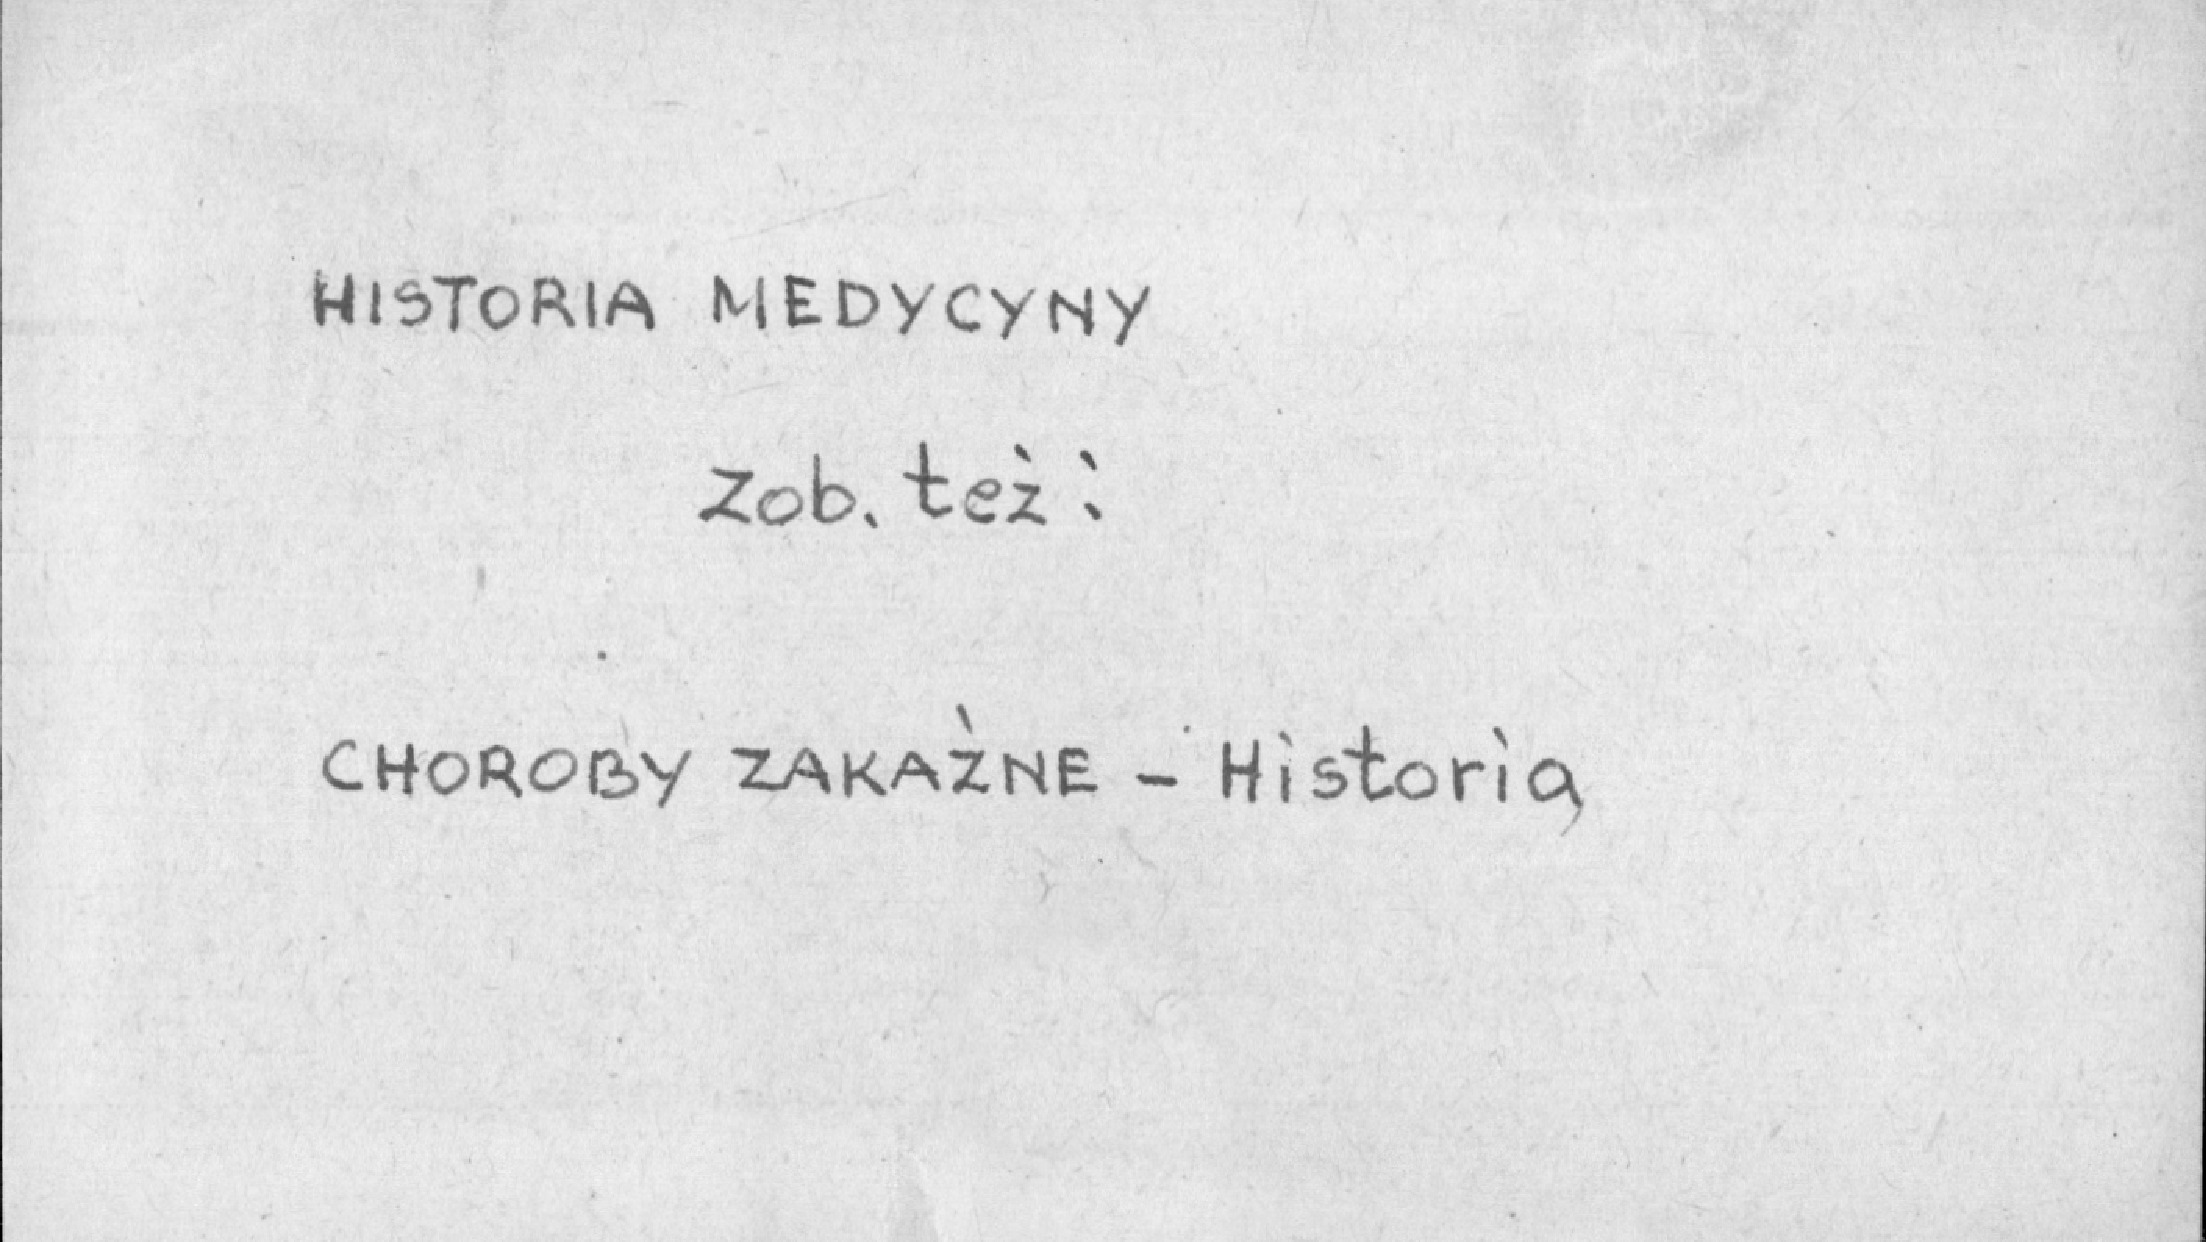 HISTORIA MEDYCYNY
Zob. też:
CHOROBY ZAKAŹNE - Historia